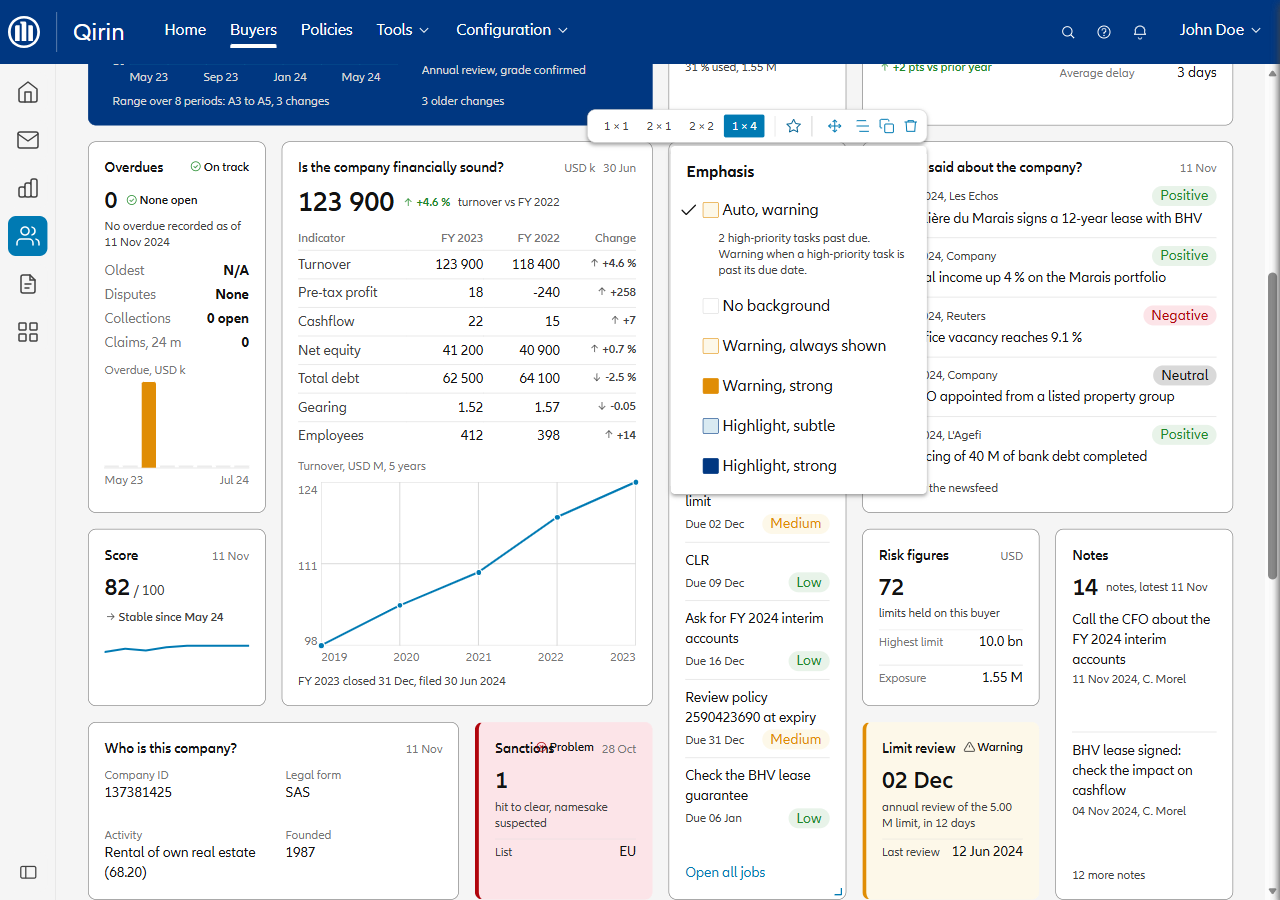 Qirin
Home
Buyers
Policies
Tools
Configuration
John Doe
May 23
Sep 23
Jan 24
May 24
Range over 8 periods: A3 to A5, 3 changes
Annual review, grade confirmed
3 older changes
31 % used, 1.55 M
↑ +2 pts vs prior year
Average delay
3 days
1 × 1
2 × 1
2 × 2
1 × 4
Overdues
On track
0
None open
No overdue recorded as of
11 Nov 2024
Oldest N/A
Disputes None
Collections 0 open
Claims, 24 m 0
Overdue, USD k
May 23
Jul 24
Is the company financially sound?
USD k 30 Jun
123 900 ↑ +4.6 % turnover vs FY 2022
Indicator FY 2023 FY 2022 Change
Turnover 123 900 118 400 ↑ +4.6 %
Pre-tax profit 18 -240 ↑ +258
Cashflow 22 15 ↑ +7
Net equity 41 200 40 900 ↑ +0.7 %
Total debt 62 500 64 100 ↓ -2.5 %
Gearing 1.52 1.57 ↓ -0.05
Employees 412 398 ↑ +14
Turnover, USD M, 5 years
124
111
98
2019
2020
2021
2022
2023
FY 2023 closed 31 Dec, filed 30 Jun 2024
Emphasis
Auto, warning
2 high-priority tasks past due.
Warning when a high-priority task is
past its due date.
No background
Warning, always shown
Warning, strong
Highlight, subtle
Highlight, strong
said about the company?
11 Nov
Les Echos
Positive
du Marais signs a 12-year lease with BHV
Company
Positive
income up 4 % on the Marais portfolio
Reuters
Negative
vacancy reaches 9.1 %
Company
Neutral
appointed from a listed property group
L'Agefi
Positive
of 40 M of bank debt completed
the newsfeed
limit
Due 02 Dec
Medium
CLR
Due 09 Dec
Low
Ask for FY 2024 interim
accounts
Due 16 Dec
Low
Review policy
2590423690 at expiry
Due 31 Dec
Medium
Check the BHV lease
guarantee
Due 06 Jan
Low
Open all jobs
Score
11 Nov
82 / 100
→ Stable since May 24
Risk figures
USD
72
limits held on this buyer
Highest limit 10.0 bn
Exposure 1.55 M
Notes
14 notes, latest 11 Nov
Call the CFO about the
FY 2024 interim
accounts
11 Nov 2024, C. Morel
BHV lease signed:
check the impact on
cashflow
04 Nov 2024, C. Morel
12 more notes
Who is this company?
11 Nov
Company ID
137381425
Legal form
SAS
Activity
Rental of own real estate
(68.20)
Founded
1987
Sanctions
Problem
28 Oct
1
hit to clear, namesake
suspected
List EU
Limit review
Warning
02 Dec
annual review of the 5.00
M limit, in 12 days
Last review 12 Jun 2024